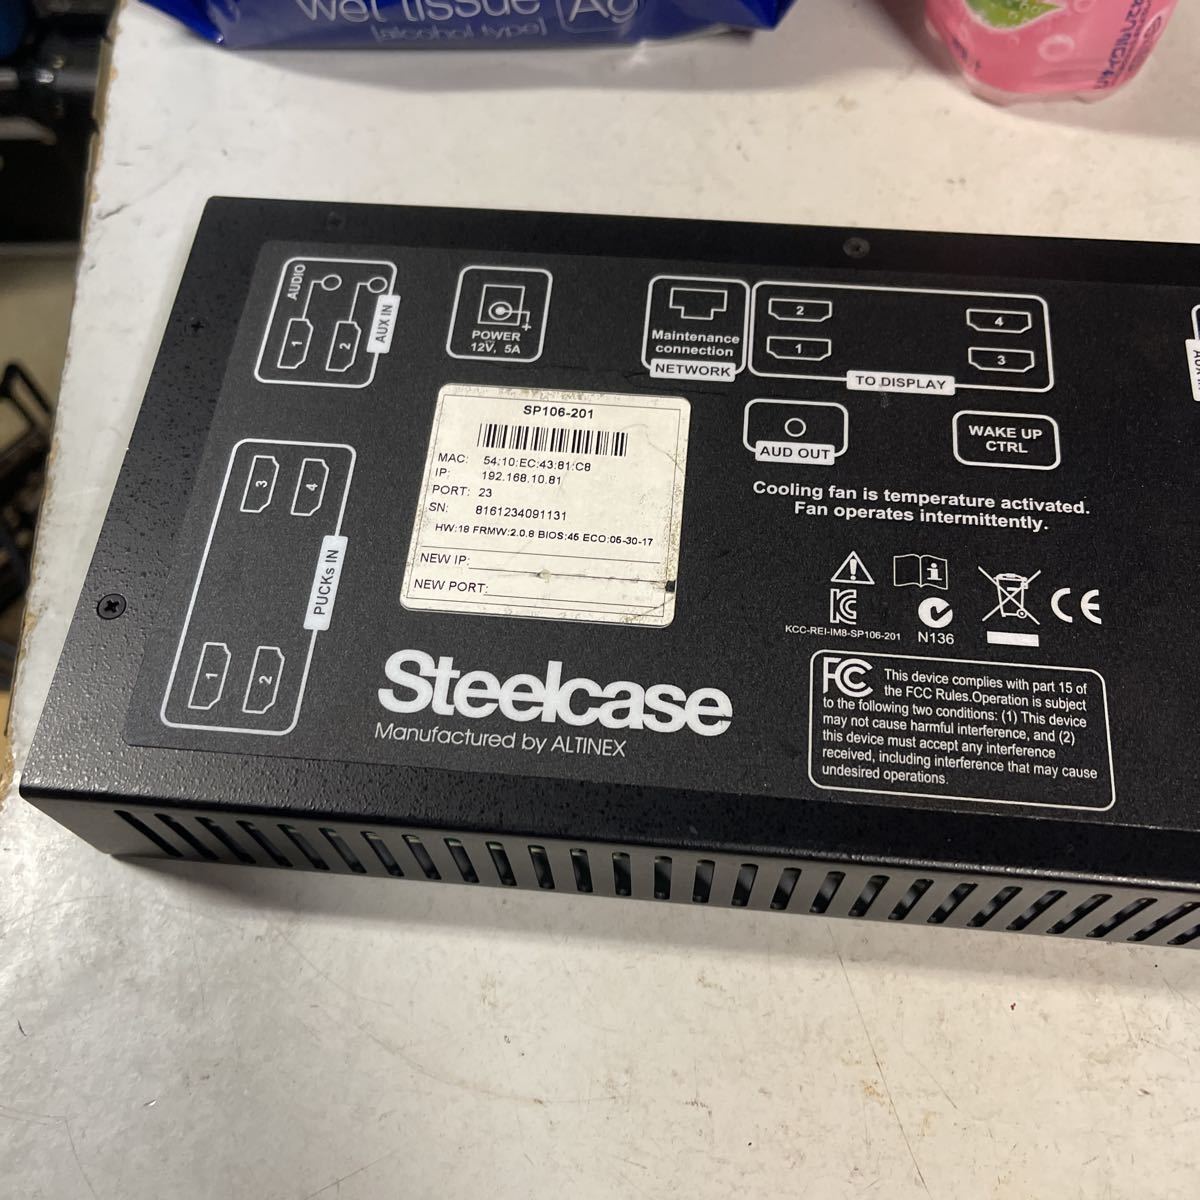 wet tissue Ag
[alcohol type]
AUDIO
1
2
AUX IN
POWER
12V, 5A
Maintenance
connection
NETWORK
2
1
4
3
TO DISPLAY
AUD OUT
WAKE UP
CTRL
Cooling fan is temperature activated.
Fan operates intermittently.
SP106-201
MAC: 54:10:EC:43:81:C8
IP: 192.168.10.81
PORT: 23
SN: 8161234091131
HW:18 FRMW:2.0.8 BIOS:45 ECO:05-30-17
NEW IP:
NEW PORT:
3
4
PUCKs IN
1
2
KCC-REI-IM8-SP106-201
N136
CE
Steelcase
Manufactured by ALTINEX
FC This device complies with part 15 of
the FCC Rules.Operation is subject
to the following two conditions: (1) This device
may not cause harmful interference, and (2)
this device must accept any interference
received, including interference that may cause
undesired operations.